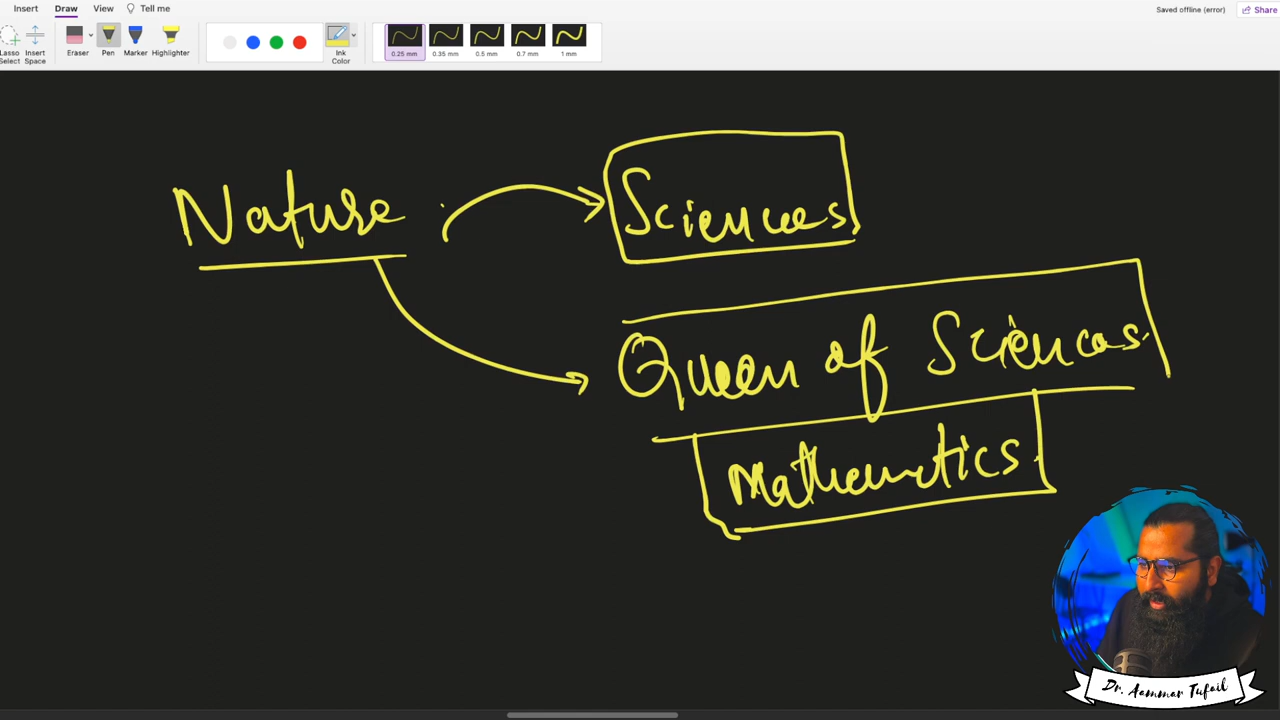 Insert Draw View Tell me
Saved offline (error) Share
Lasso Select
Insert Space
Eraser
Pen
Marker
Highlighter
Ink Color
0.25 mm
0.35 mm
0.5 mm
0.7 mm
1 mm
Nature
Sciences
Queen of Sciences
Mathematics
Dr. Aammar Tufail